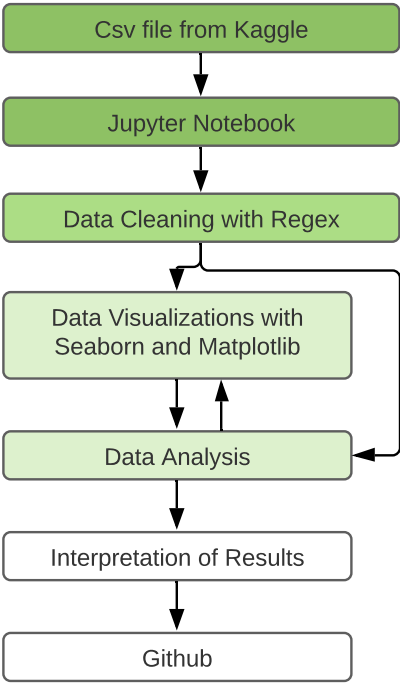 Csv file from Kaggle
Jupyter Notebook
Data Cleaning with Regex
Data Visualizations with
Seaborn and Matplotlib
Data Analysis
Interpretation of Results
Github